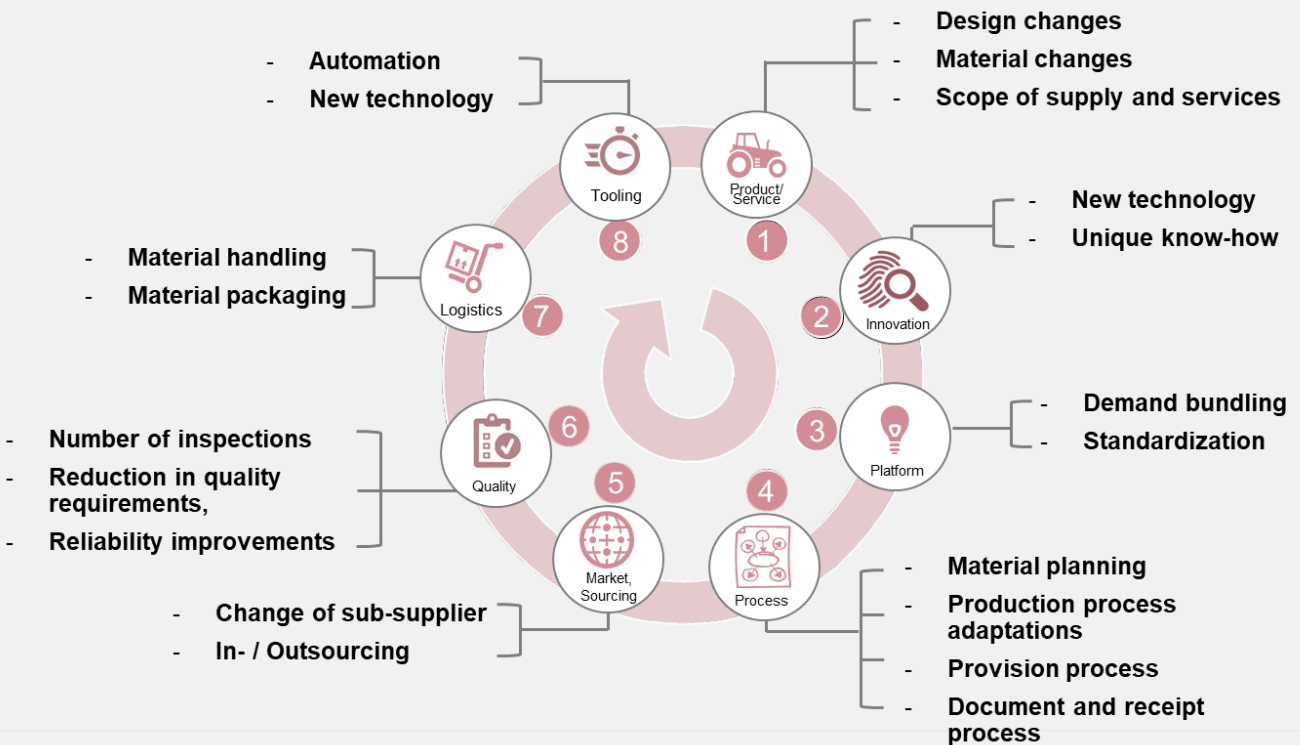 - Design changes
- Material changes
- Scope of supply and services
Product/
Service
1
- New technology
- Unique know-how
Innovation
2
- Demand bundling
- Standardization
Platform
3
- Material planning
- Production process
adaptations
- Provision process
- Document and receipt
process
Process
4
- Change of sub-supplier
- In- / Outsourcing
Market,
Sourcing
5
- Number of inspections
- Reduction in quality
requirements,
- Reliability improvements
Quality
6
- Material handling
- Material packaging
Logistics
7
- Automation
- New technology
Tooling
8